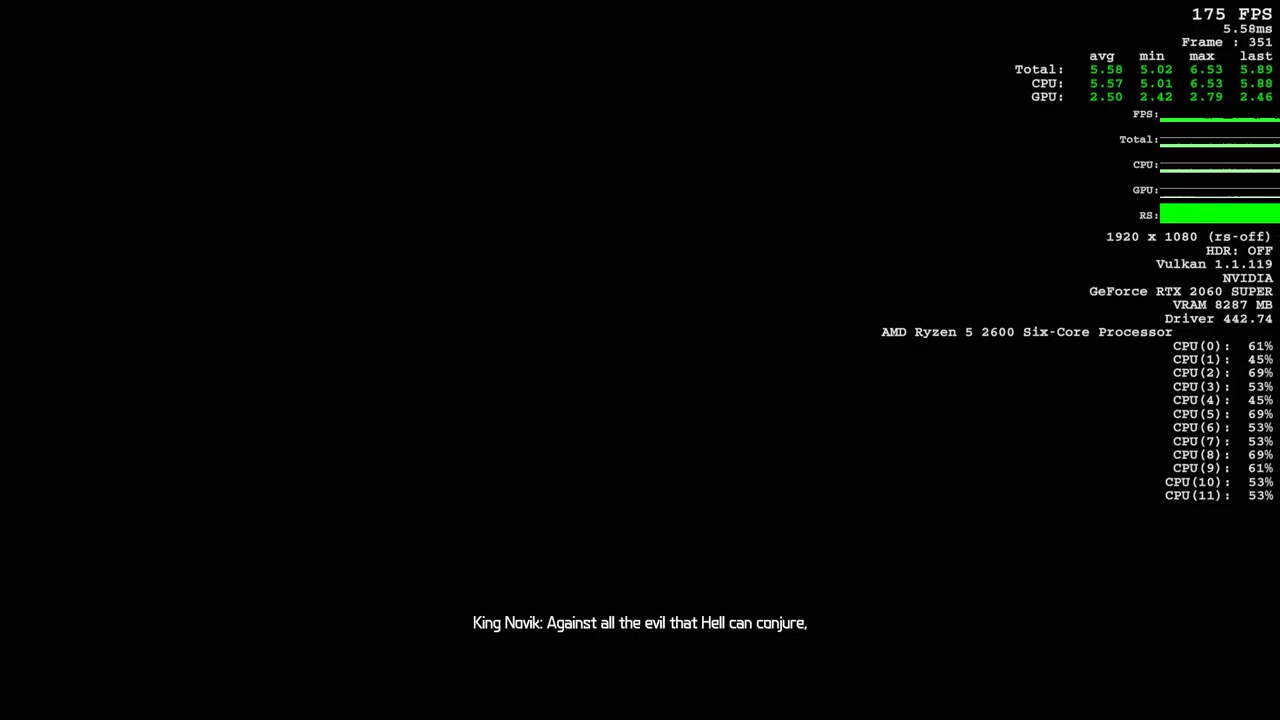 175 FPS
5.58ms
Frame : 351
avg min max last
Total: 5.58 5.02 6.53 5.89
CPU: 5.57 5.01 6.53 5.88
GPU: 2.50 2.42 2.79 2.46
FPS:
Total:
CPU:
GPU:
RS:
1920 x 1080 (rs-off)
HDR: OFF
Vulkan 1.1.119
NVIDIA
GeForce RTX 2060 SUPER
VRAM 8287 MB
Driver 442.74
AMD Ryzen 5 2600 Six-Core Processor
CPU(0): 61%
CPU(1): 45%
CPU(2): 69%
CPU(3): 53%
CPU(4): 45%
CPU(5): 69%
CPU(6): 53%
CPU(7): 53%
CPU(8): 69%
CPU(9): 61%
CPU(10): 53%
CPU(11): 53%
King Novik: Against all the evil that Hell can conjure,